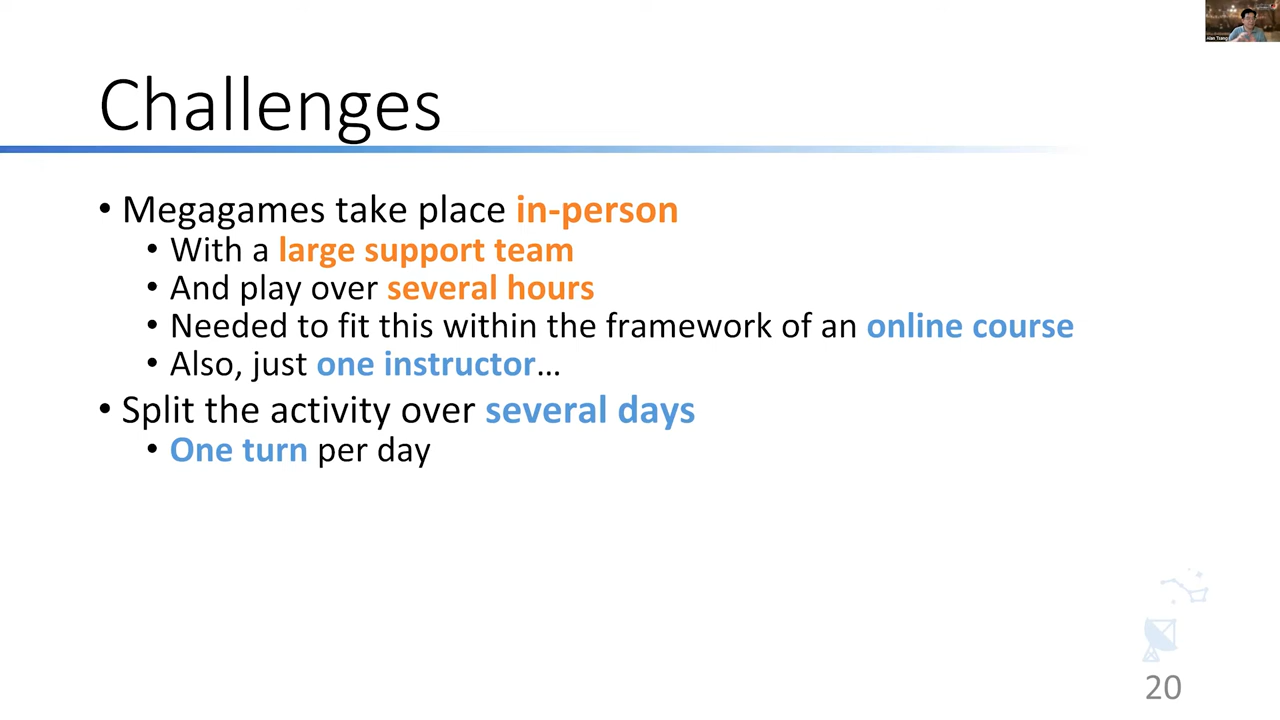 Alan Tsang
Challenges
• Megagames take place in-person
• With a large support team
• And play over several hours
• Needed to fit this within the framework of an online course
• Also, just one instructor…
• Split the activity over several days
• One turn per day
20